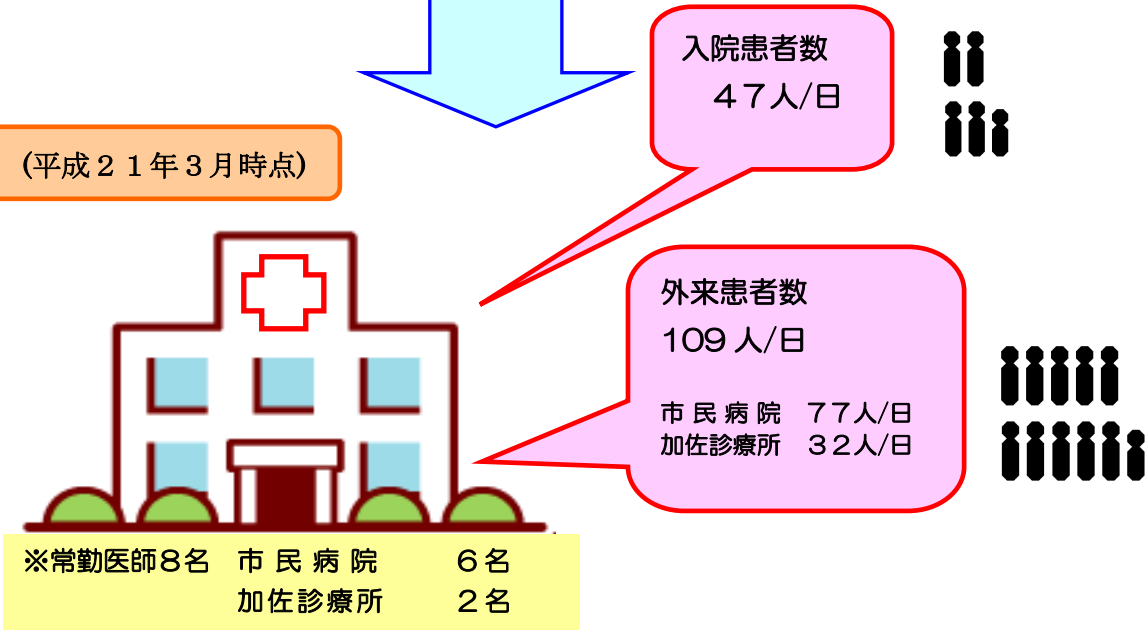 入院患者数
４７人/日
(平成２１年３月時点)
外来患者数
109 人/日
市 民 病 院　７７人/日
加佐診療所　３２人/日
※常勤医師８名　市 民 病 院　　　６名
加佐診療所　　　２名